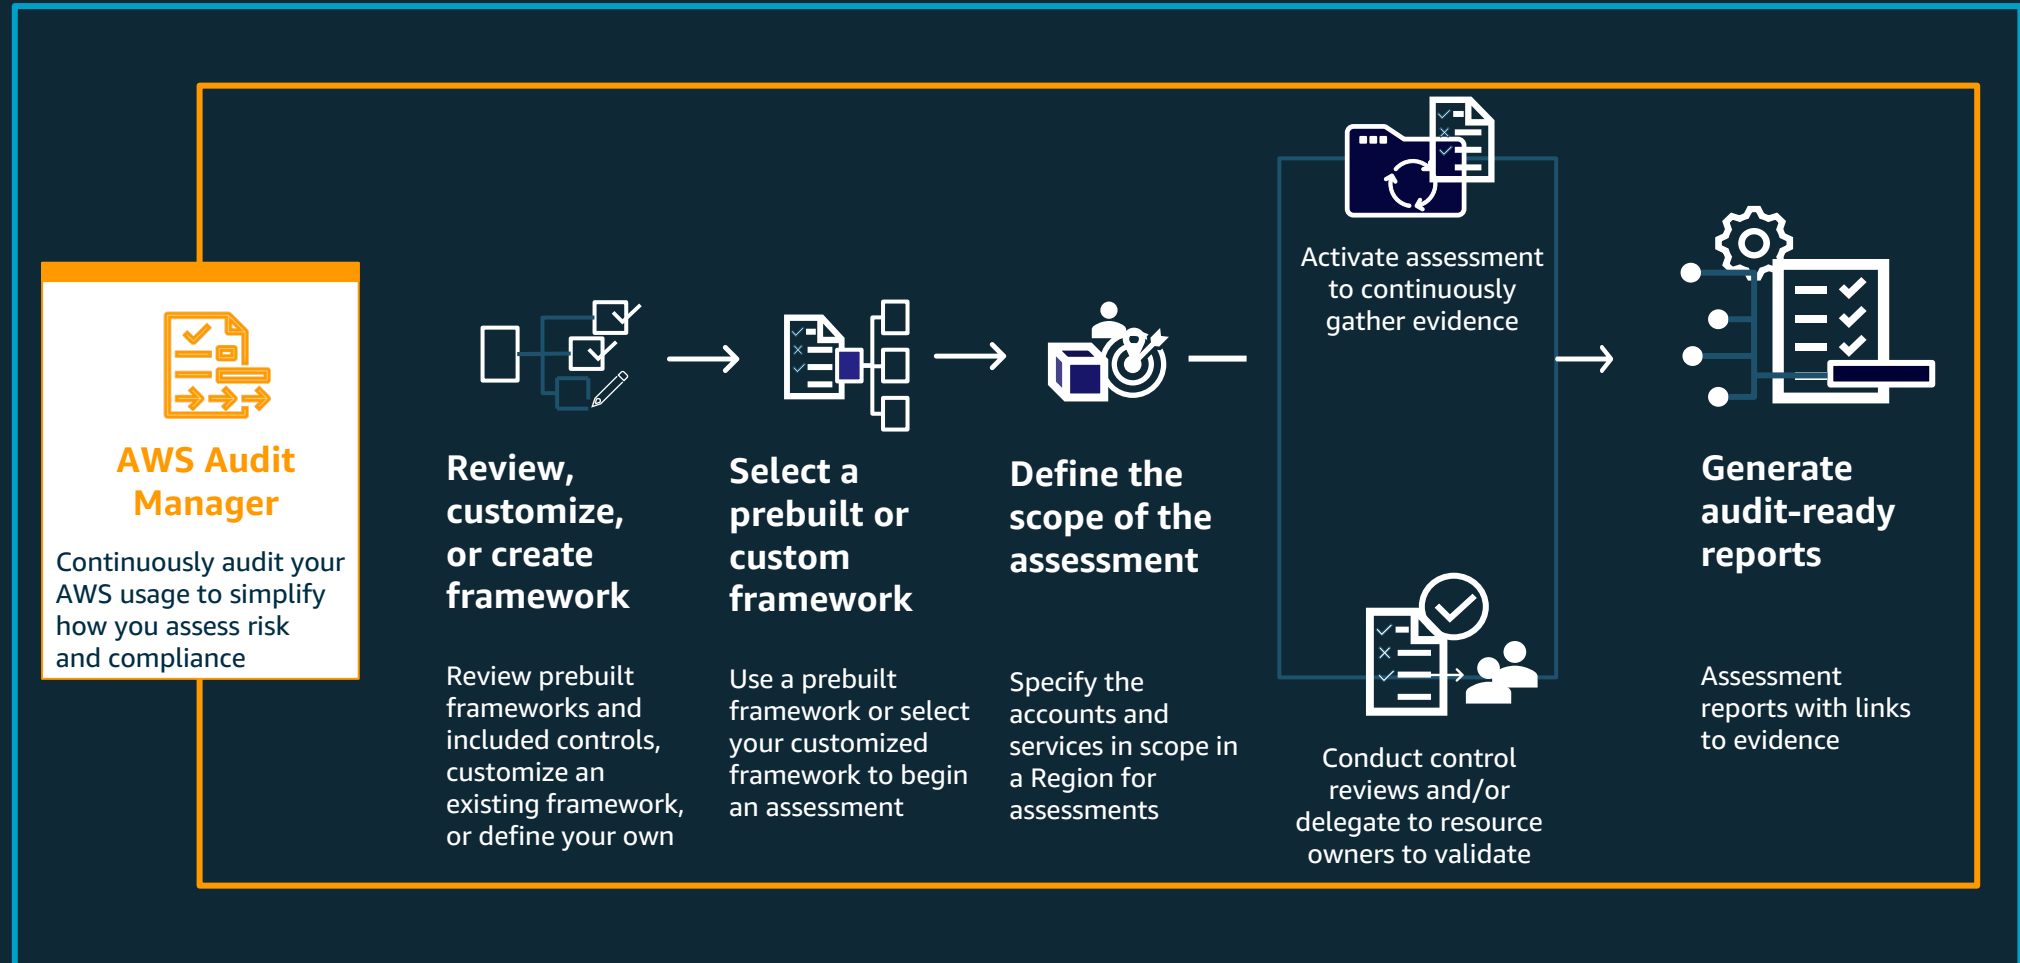 AWS Audit
Manager
Continuously audit your
AWS usage to simplify
how you assess risk
and compliance
Review,
customize,
or create
framework
Review prebuilt
frameworks and
included controls,
customize an
existing framework,
or define your own
Select a
prebuilt or
custom
framework
Use a prebuilt
framework or select
your customized
framework to begin
an assessment
Define the
scope of the
assessment
Specify the
accounts and
services in scope in
a Region for
assessments
Activate assessment
to continuously
gather evidence
Conduct control
reviews and/or
delegate to resource
owners to validate
Generate
audit-ready
reports
Assessment
reports with links
to evidence